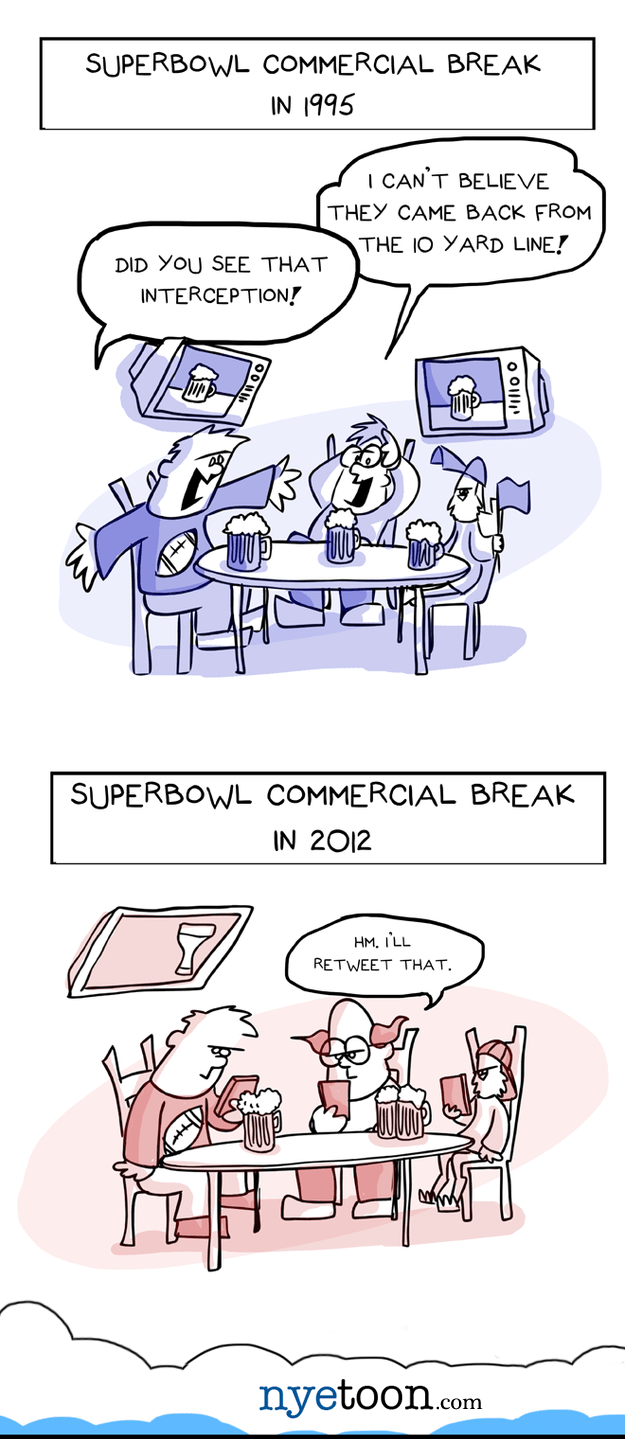 SUPERBOWL COMMERCIAL BREAK
IN 1995
I CAN'T BELIEVE
THEY CAME BACK FROM
THE 10 YARD LINE!
DID YOU SEE THAT
INTERCEPTION!
SUPERBOWL COMMERCIAL BREAK
IN 2012
HM. I'LL
RETWEET THAT.
nyetoon.com